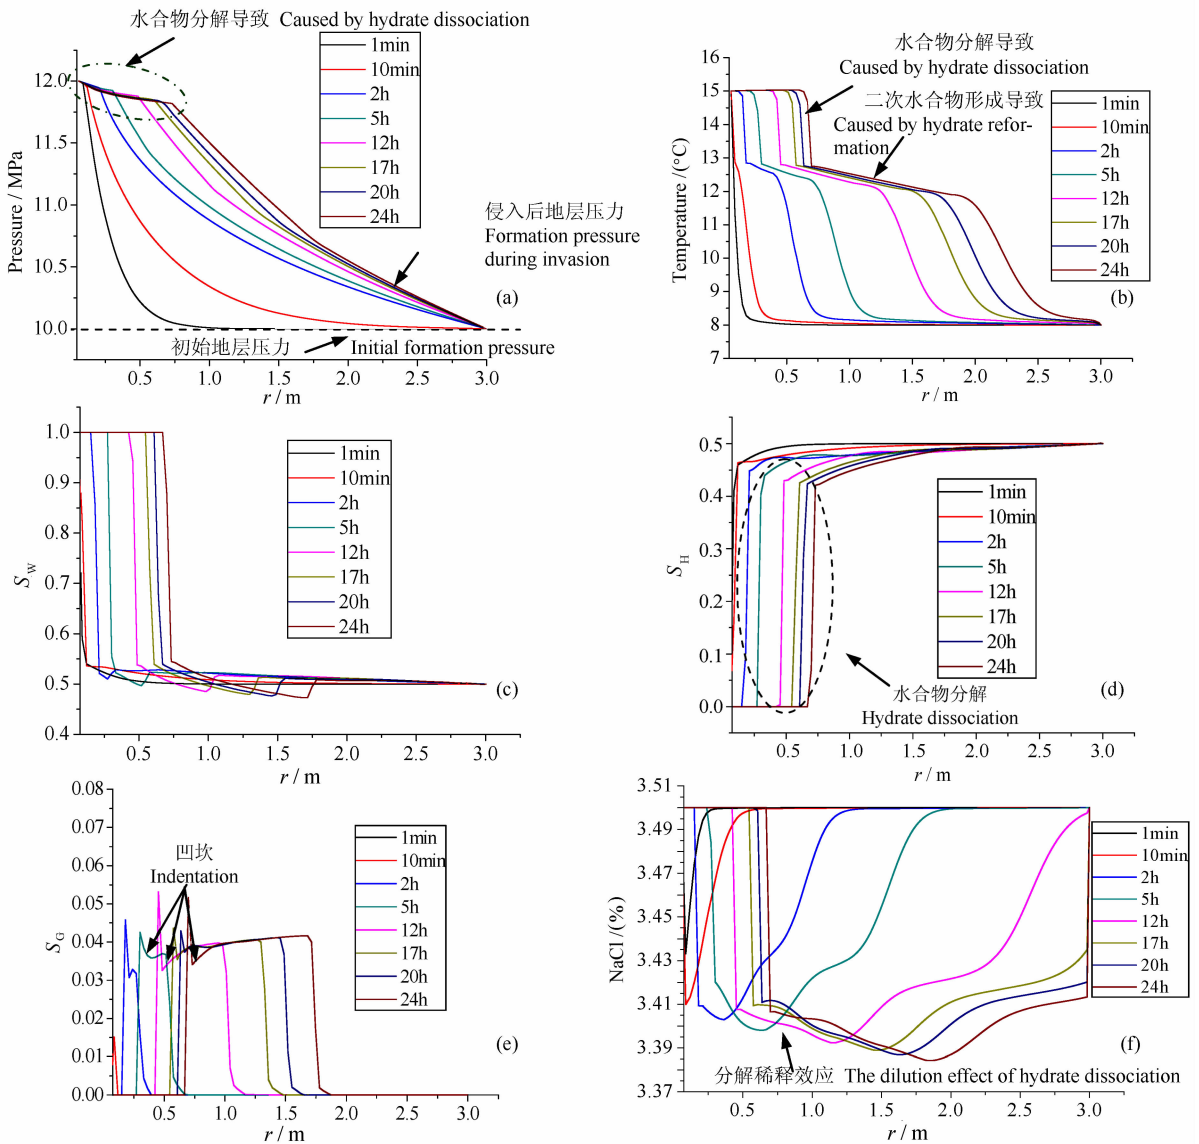 水合物分解导致 Caused by hydrate dissociation
1min
10min
2h
5h
12h
17h
20h
24h
12.0
11.5
11.0
10.5
10.0
Pressure / MPa
侵入后地层压力
Formation pressure
during invasion
(a)
初始地层压力
Initial formation pressure
0.5
1.0
1.5
2.0
2.5
3.0
r / m
水合物分解导致
Caused by hydrate dissociation
二次水合物形成导致
Caused by hydrate refor-
mation
16
15
14
13
12
11
10
9
8
7
Temperature /(°C)
1min
10min
2h
5h
12h
17h
20h
24h
(b)
0.5
1.0
1.5
2.0
2.5
3.0
r / m
1.0
0.9
0.8
0.7
0.6
0.5
0.4
SW
1min
10min
2h
5h
12h
17h
20h
24h
(c)
0.5
1.0
1.5
2.0
2.5
3.0
r / m
0.5
0.4
0.3
0.2
0.1
0.0
SH
1min
10min
2h
5h
12h
17h
20h
24h
(d)
水合物分解
Hydrate dissociation
0.5
1.0
1.5
2.0
2.5
3.0
r / m
0.08
0.07
0.06
0.05
0.04
0.03
0.02
0.01
0.00
SG
凹坎
Indentation
1min
10min
2h
5h
12h
17h
20h
24h
(e)
0.5
1.0
1.5
2.0
2.5
3.0
r / m
3.51
3.49
3.47
3.45
3.43
3.41
3.39
3.37
NaCl /(%)
1min
10min
2h
5h
12h
17h
20h
24h
(f)
分解稀释效应 The dilution effect of hydrate dissociation
0.5
1.0
1.5
2.0
2.5
3.0
r / m